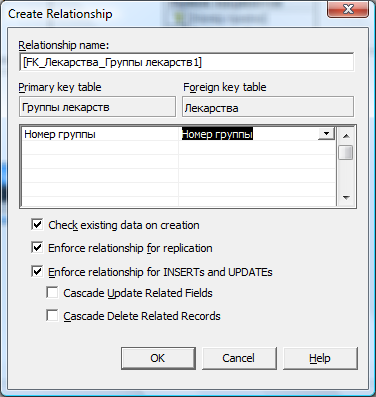 Create Relationship
Relationship name:
[FK_Лекарства_Группы лекарств1]
Primary key table Foreign key table
Группы лекарств Лекарства
Номер группы Номер группы
Check existing data on creation
Enforce relationship for replication
Enforce relationship for INSERTs and UPDATEs
Cascade Update Related Fields
Cascade Delete Related Records
OK Cancel Help